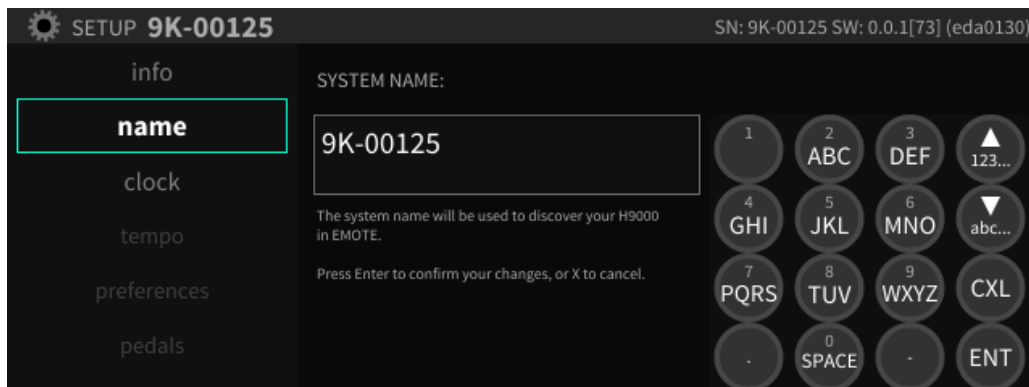 SETUP 9K-00125
SN: 9K-00125 SW: 0.0.1[73] (eda0130)
info
name
clock
tempo
preferences
pedals
SYSTEM NAME:
9K-00125
The system name will be used to discover your H9000
in EMOTE.
Press Enter to confirm your changes, or X to cancel.
1
2
ABC
3
DEF
123...
4
GHI
5
JKL
6
MNO
abc...
7
PQRS
8
TUV
9
WXYZ
CXL
.
0
SPACE
-
ENT